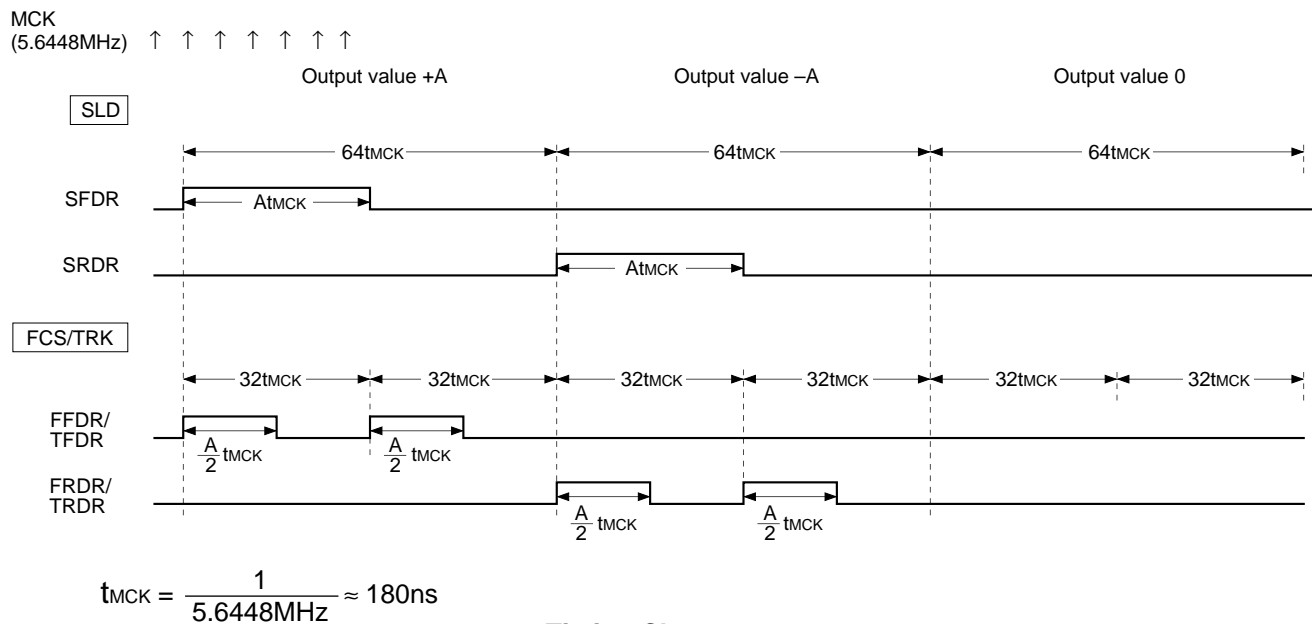 MCK
(5.6448MHz) ↑ ↑ ↑ ↑ ↑ ↑ ↑
Output value +A Output value –A Output value 0
SLD
64tMCK 64tMCK 64tMCK
SFDR AtMCK
SRDR AtMCK
FCS/TRK
32tMCK 32tMCK 32tMCK 32tMCK 32tMCK 32tMCK
FFDR/
TFDR
A/2 tMCK A/2 tMCK
FRDR/
TRDR
A/2 tMCK A/2 tMCK
tMCK = 1/5.6448MHz ≈ 180ns